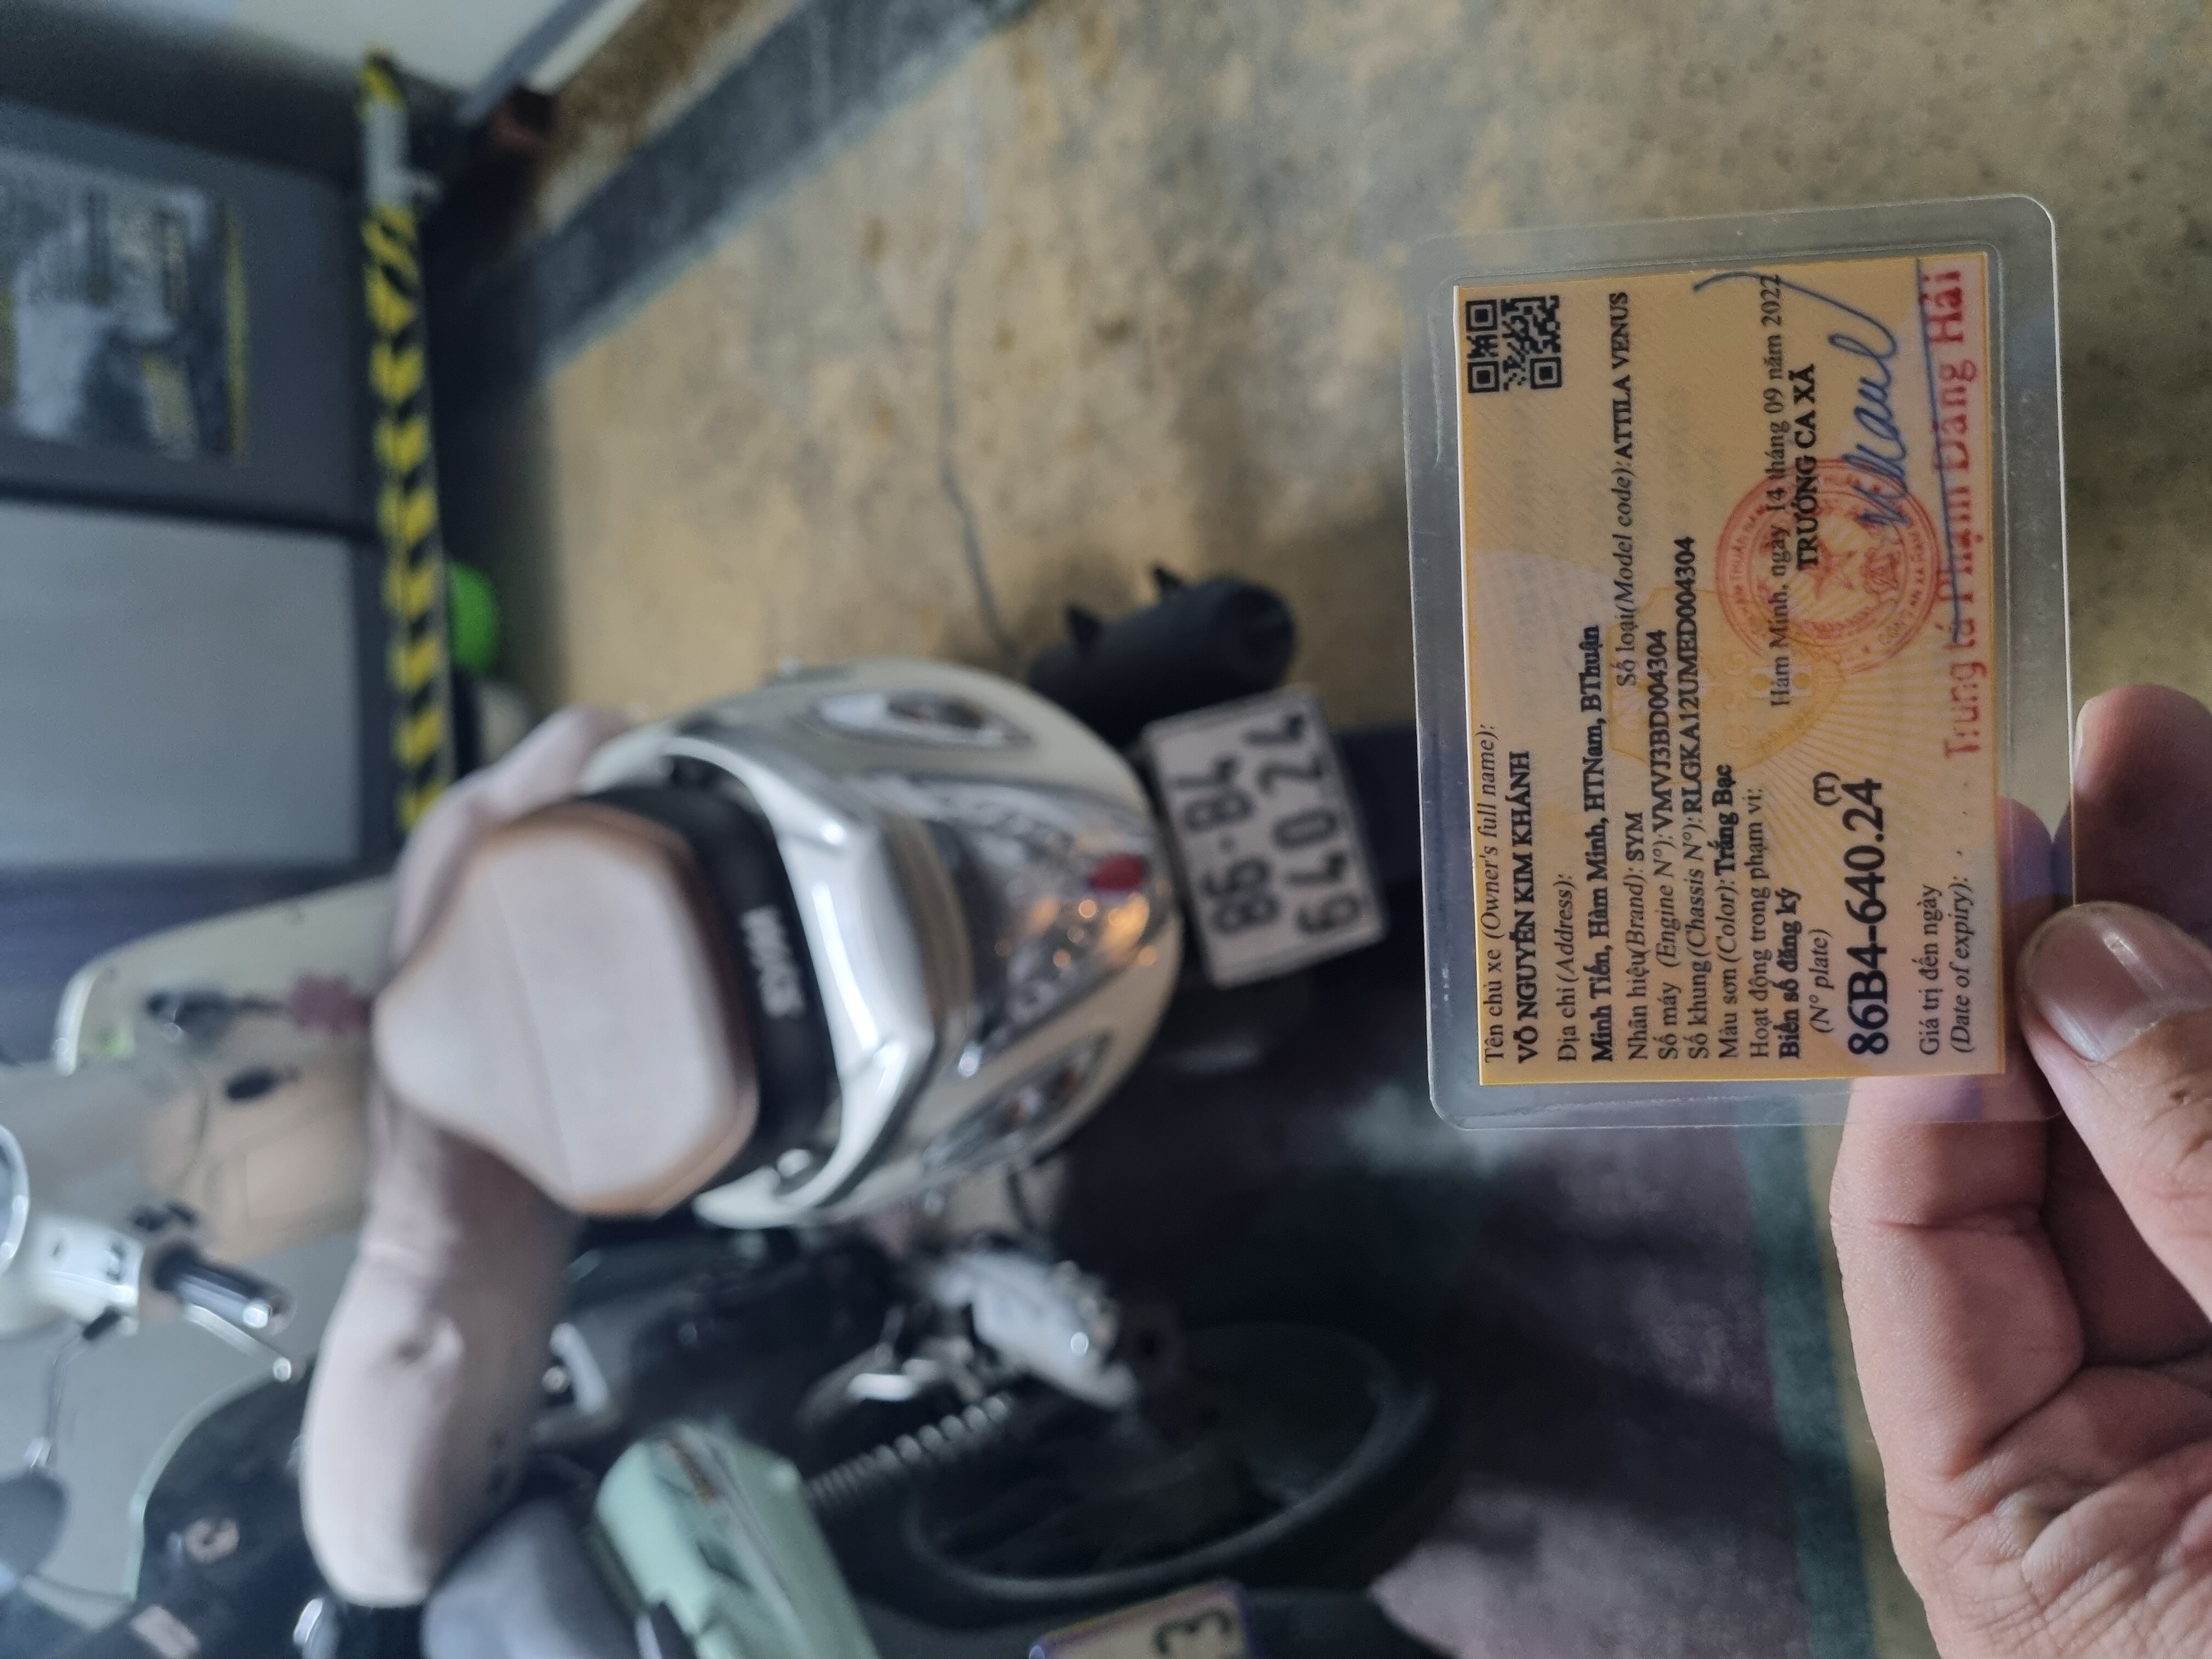 Tên chủ xe (Owner's full name):
VÕ NGUYỄN KIM KHÁNH
Địa chỉ (Address):
Minh Tiến, Hàm Minh, HTNam, BThuận
Nhãn hiệu(Brand): SYM Số loại(Model code):ATTILA VENUS
Số máy (Engine N°): VMVJ3BD004304
Số khung(Chassis N°): RLGKA12UMED004304
Màu sơn (Color): Trắng Bạc
Hoạt động trong phạm vi:
Hàm Minh, ngày 14 tháng 09 năm 2022
Biển số đăng ký
TRƯỞNG CA XÃ
(N° plate) (T)
86B4-640.24
Giá trị đến ngày
(Date of expiry):
Trung tá Phạm Đăng Hải
SYM
86-B4
640 24